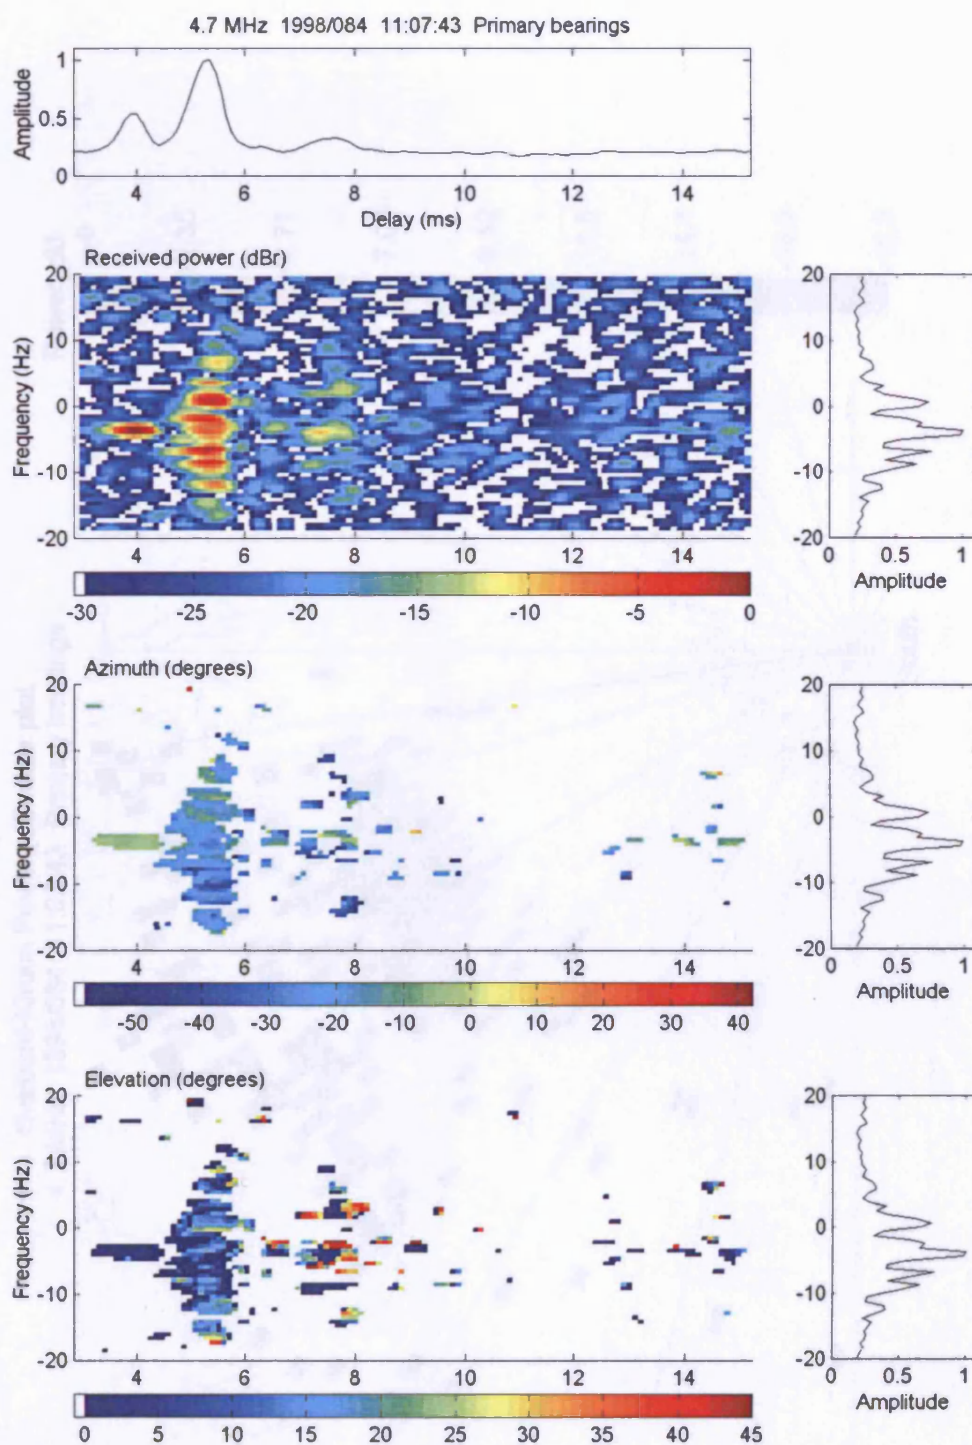 4.7 MHz 1998/084 11:07:43 Primary bearings
Amplitude
1
0.5
0
4 6 8 10 12 14
Delay (ms)
Received power (dBr)
Frequency (Hz)
20
10
0
-10
-20
4 6 8 10 12 14
20
10
0
-10
-20
0.5 1
Amplitude
-30 -25 -20 -15 -10 -5 0
Azimuth (degrees)
Frequency (Hz)
20
10
0
-10
-20
4 6 8 10 12 14
20
10
0
-10
-20
0 0.5 1
Amplitude
-50 -40 -30 -20 -10 0 10 20 30 40
Elevation (degrees)
Frequency (Hz)
20
10
0
-10
-20
4 6 8 10 12 14
20
10
0
-10
-20
0 0.5 1
Amplitude
0 5 10 15 20 25 30 35 40 45